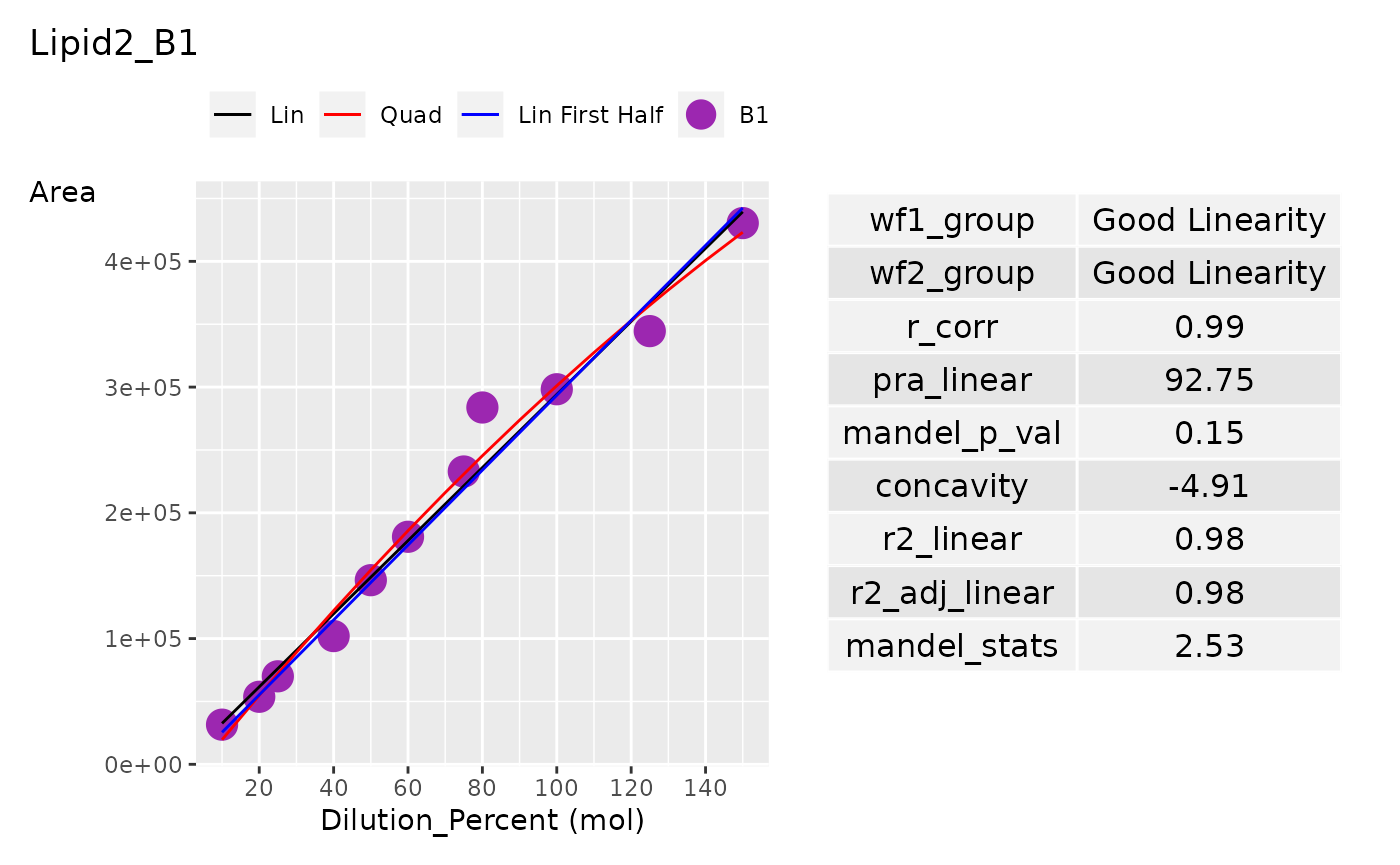 Lipid2_B1
Lin Quad Lin First Half B1
Area
4e+05
3e+05
2e+05
1e+05
0e+00
20 40 60 80 100 120 140
Dilution_Percent (mol)
wf1_group Good Linearity
wf2_group Good Linearity
r_corr 0.99
pra_linear 92.75
mandel_p_val 0.15
concavity -4.91
r2_linear 0.98
r2_adj_linear 0.98
mandel_stats 2.53